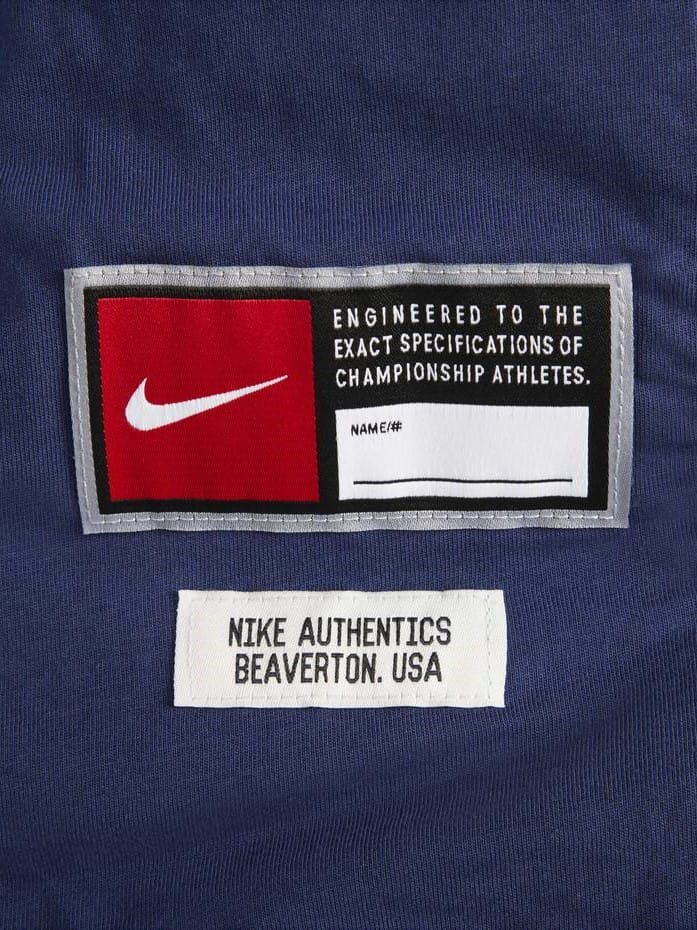 ENGINEERED TO THE
EXACT SPECIFICATIONS OF
CHAMPIONSHIP ATHLETES.
NAME/#
NIKE AUTHENTICS
BEAVERTON. USA